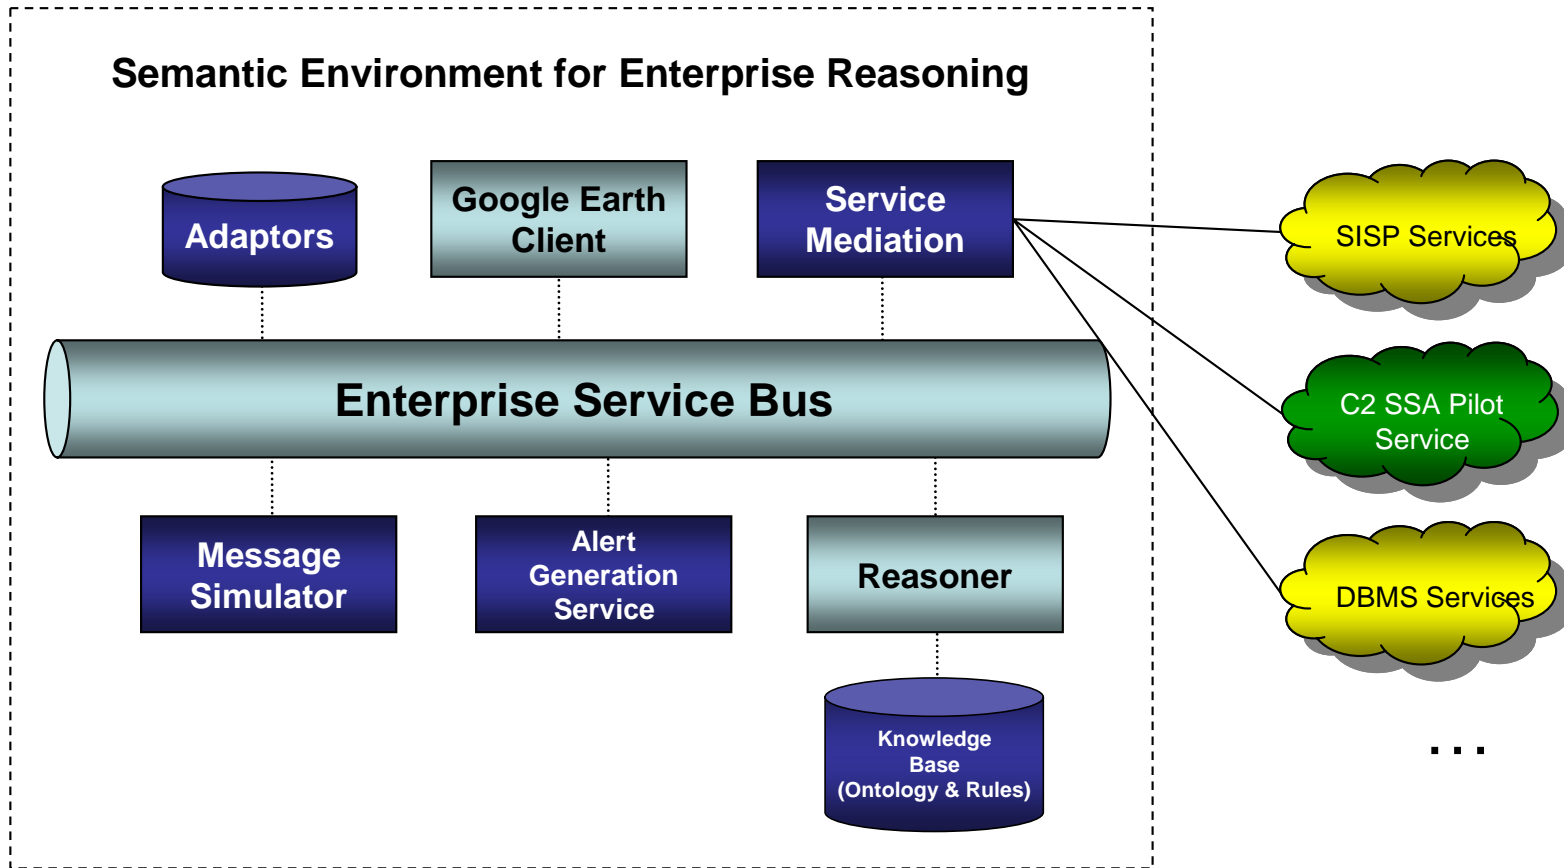 Semantic Environment for Enterprise Reasoning
Adaptors
Google Earth
Client
Service
Mediation
SISP Services
Enterprise Service Bus
C2 SSA Pilot
Service
Message
Simulator
Alert
Generation
Service
Reasoner
DBMS Services
Knowledge
Base
(Ontology & Rules)
...